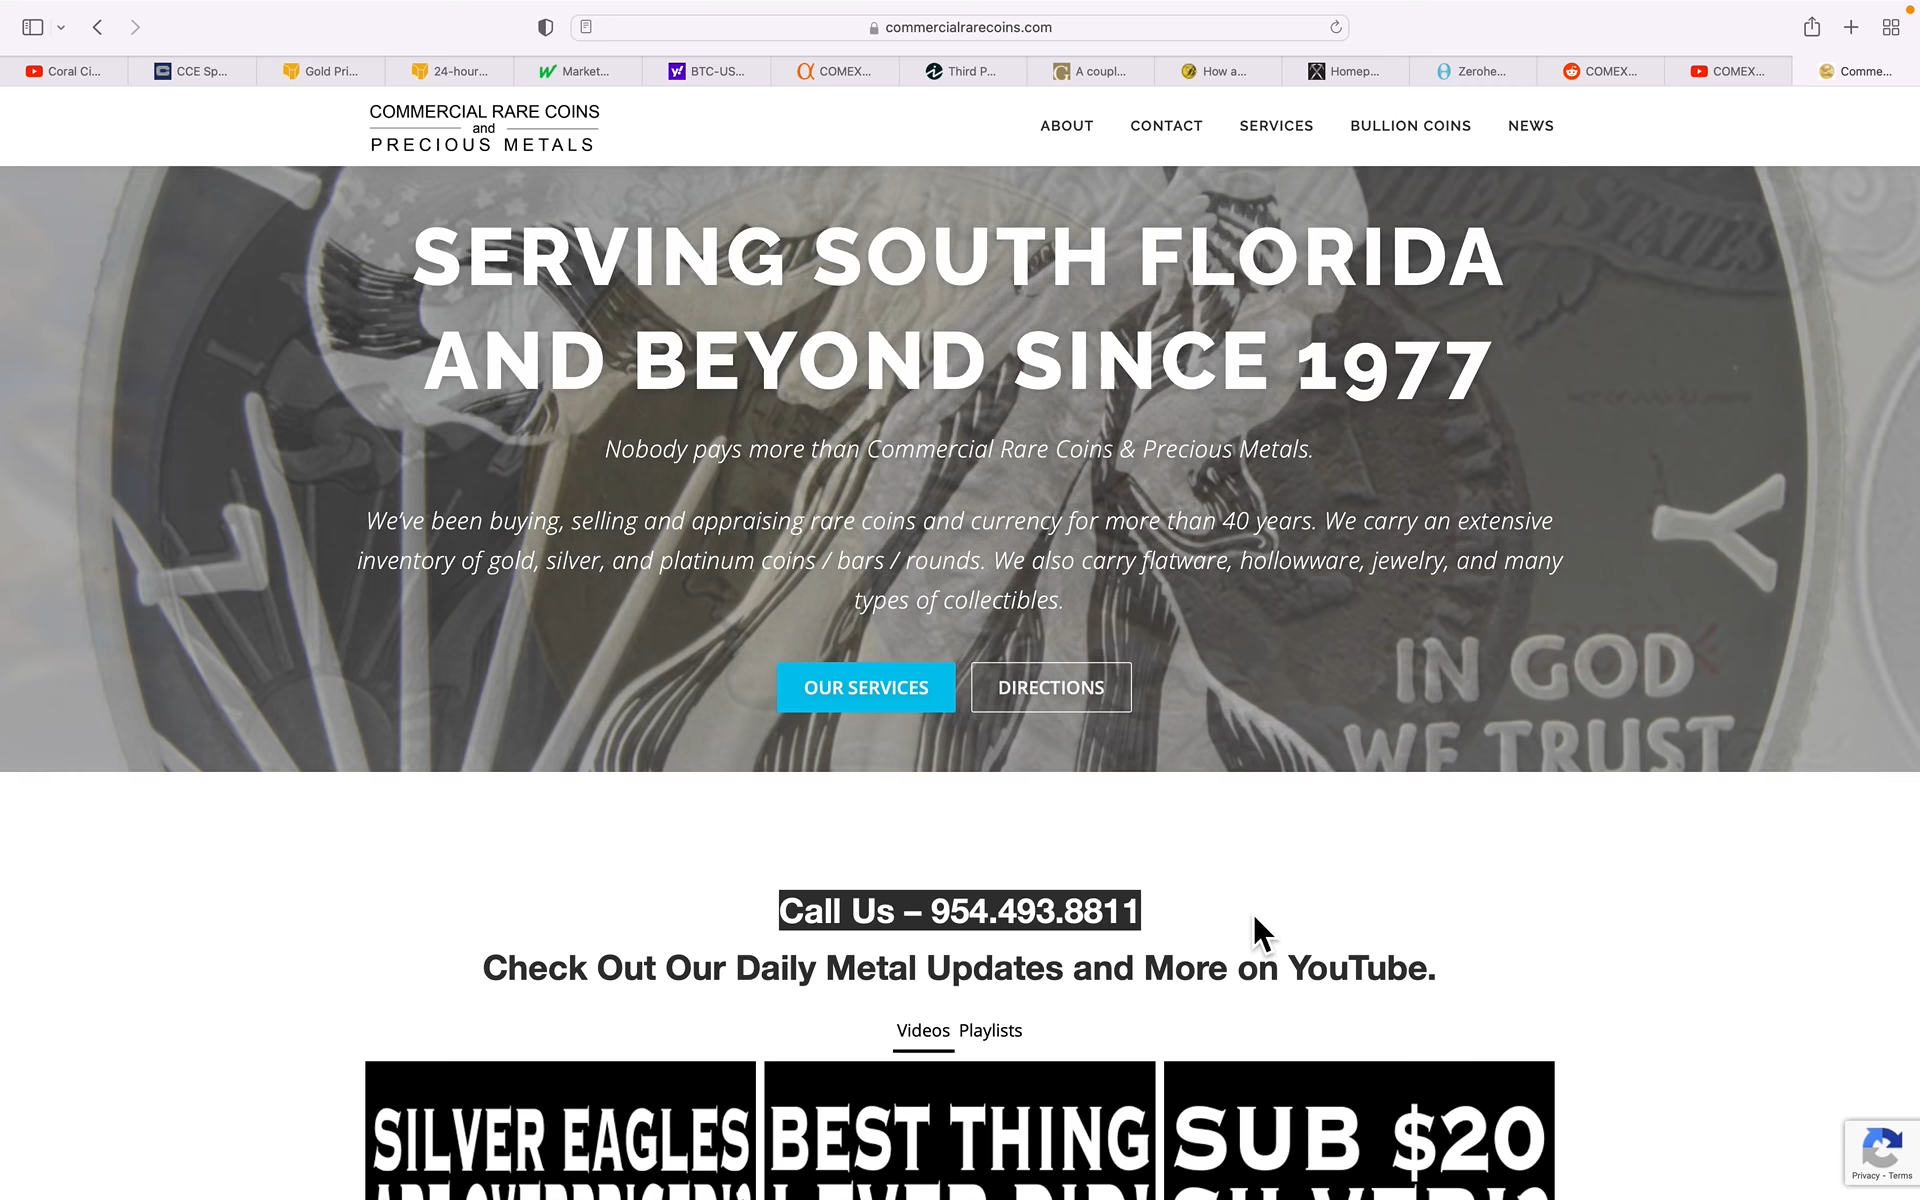 commercialrarecoins.com
Coral Ci...
CCE Sp...
Gold Pri...
24-hour...
Market...
BTC-US...
COMEX...
Third P...
A coupl...
How a...
Homep...
Zerohe...
COMEX...
COMEX...
Comme...
COMMERCIAL RARE COINS
and
PRECIOUS METALS
ABOUT
CONTACT
SERVICES
BULLION COINS
NEWS
SERVING SOUTH FLORIDA
AND BEYOND SINCE 1977
Nobody pays more than Commercial Rare Coins & Precious Metals.
We've been buying, selling and appraising rare coins and currency for more than 40 years. We carry an extensive
inventory of gold, silver, and platinum coins / bars / rounds. We also carry flatware, hollowware, jewelry, and many
types of collectibles.
IN GOD
WE TRUST
OUR SERVICES
DIRECTIONS
Call Us – 954.493.8811
Check Out Our Daily Metal Updates and More on YouTube.
Videos
Playlists
SILVER EAGLES
BEST THING
SUB $20
Privacy - Terms